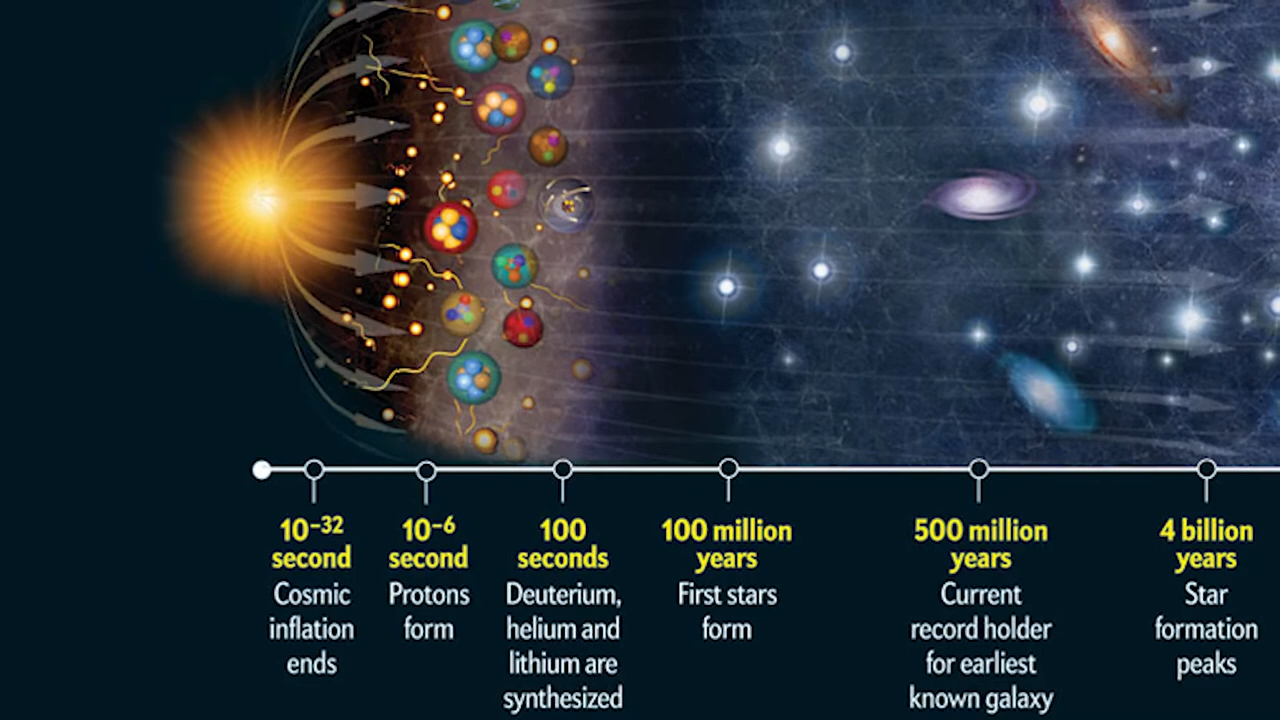 10⁻³²
second
Cosmic
inflation
ends
10⁻⁶
second
Protons
form
100
seconds
Deuterium,
helium and
lithium are
synthesized
100 million
years
First stars
form
500 million
years
Current
record holder
for earliest
known galaxy
4 billion
years
Star
formation
peaks